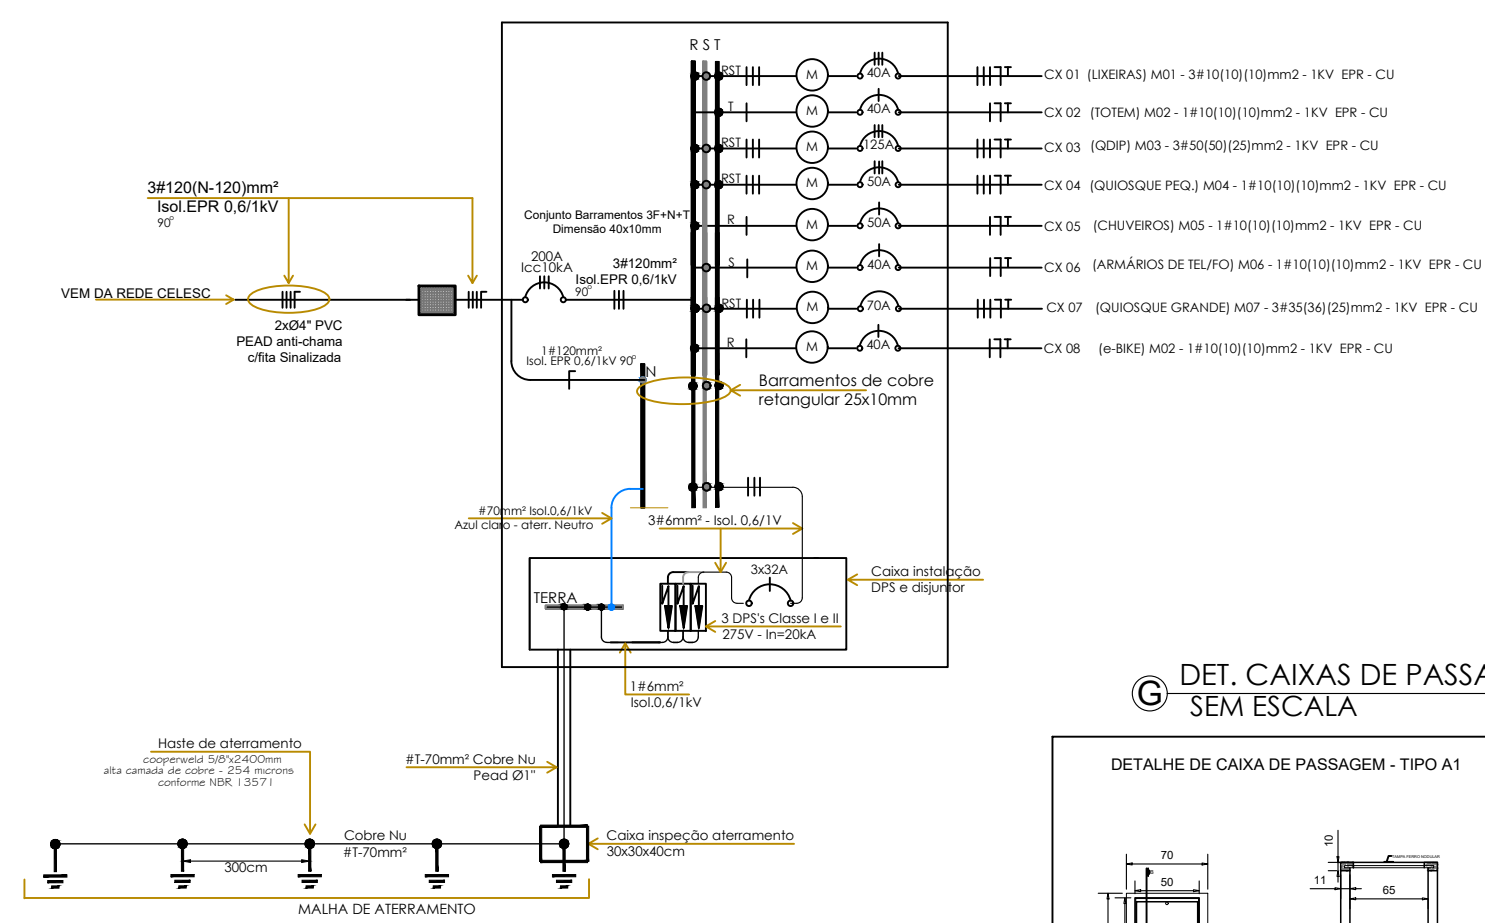 R S T
RST
M
40A
CX 01 (LIXEIRAS) M01 - 3#10(10)(10)mm2 - 1KV EPR - CU
T
M
40A
CX 02 (TOTEM) M02 - 1#10(10)(10)mm2 - 1KV EPR - CU
RST
M
125A
CX 03 (QDIP) M03 - 3#50(50)(25)mm2 - 1KV EPR - CU
RST
M
50A
CX 04 (QUIOSQUE PEQ.) M04 - 1#10(10)(10)mm2 - 1KV EPR - CU
R
M
50A
CX 05 (CHUVEIROS) M05 - 1#10(10)(10)mm2 - 1KV EPR - CU
S
M
40A
CX 06 (ARMÁRIOS DE TEL/FO) M06 - 1#10(10)(10)mm2 - 1KV EPR - CU
RST
M
70A
CX 07 (QUIOSQUE GRANDE) M07 - 3#35(36)(25)mm2 - 1KV EPR - CU
R
M
40A
CX 08 (e-BIKE) M02 - 1#10(10)(10)mm2 - 1KV EPR - CU
3#120(N-120)mm²
Isol.EPR 0,6/1kV
90°
Conjunto Barramentos 3F+N+T
Dimensão 40x10mm
200A
Icc10kA
3#120mm²
Isol.EPR 0,6/1kV
90°
VEM DA REDE CELESC
2xØ4" PVC
PEAD anti-chama
c/fita Sinalizada
1#120mm²
Isol. EPR 0,6/1kV 90°
N
Barramentos de cobre
retangular 25x10mm
#70mm² Isol.0,6/1kV
Azul claro - aterr. Neutro
3#6mm² - Isol. 0,6/1V
3x32A
Caixa instalação
DPS e disjuntor
TERRA
3 DPS's Classe I e II
275V - In=20kA
1#6mm²
Isol.0,6/1kV
Haste de aterramento
cooperweld 5/8"x2400mm
alta camada de cobre - 254 microns
conforme NBR 13571
#T-70mm² Cobre Nu
Pead Ø1"
Cobre Nu
#T-70mm²
300cm
Caixa inspeção aterramento
30x30x40cm
MALHA DE ATERRAMENTO
G
DET. CAIXAS DE PASSA
SEM ESCALA
DETALHE DE CAIXA DE PASSAGEM - TIPO A1
70
50
10
TAMPA FERRO NODULAR
11
65